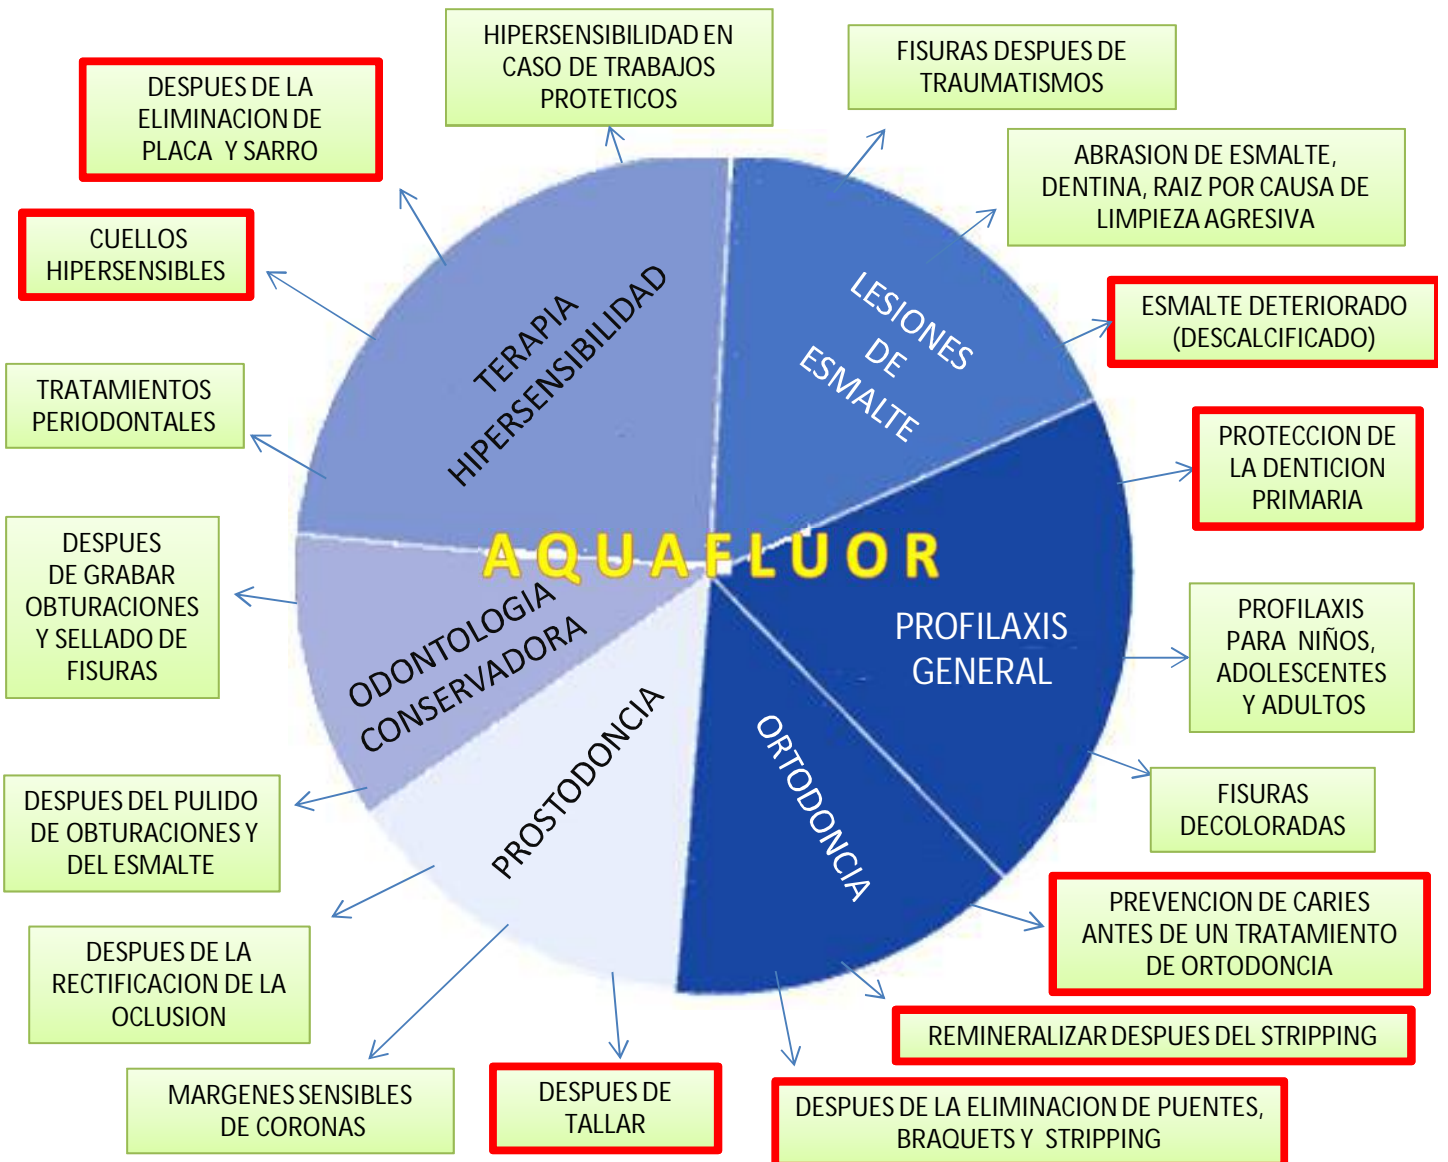 HIPERSENSIBILIDAD EN
CASO DE TRABAJOS
PROTETICOS
FISURAS DESPUES DE
TRAUMATISMOS
DESPUES DE LA
ELIMINACION DE
PLACA Y SARRO
ABRASION DE ESMALTE,
DENTINA, RAIZ POR CAUSA DE
LIMPIEZA AGRESIVA
CUELLOS
HIPERSENSIBLES
ESMALTE DETERIORADO
(DESCALCIFICADO)
TRATAMIENTOS
PERIODONTALES
PROTECCION DE
LA DENTICION
PRIMARIA
TERAPIA
HIPERSENSIBILIDAD
LESIONES
DE
ESMALTE
AQUAFLUOR
DESPUES
DE GRABAR
OBTURACIONES
Y SELLADO DE
FISURAS
ODONTOLOGIA
CONSERVADORA
PROFILAXIS
GENERAL
PROFILAXIS
PARA NIÑOS,
ADOLESCENTES
Y ADULTOS
PROSTODONCIA
ORTODONCIA
DESPUES DEL PULIDO
DE OBTURACIONES Y
DEL ESMALTE
FISURAS
DECOLORADAS
DESPUES DE LA
RECTIFICACION DE LA
OCLUSION
PREVENCION DE CARIES
ANTES DE UN TRATAMIENTO
DE ORTODONCIA
REMINERALIZAR DESPUES DEL STRIPPING
MARGENES SENSIBLES
DE CORONAS
DESPUES DE
TALLAR
DESPUES DE LA ELIMINACION DE PUENTES,
BRAQUETS Y STRIPPING